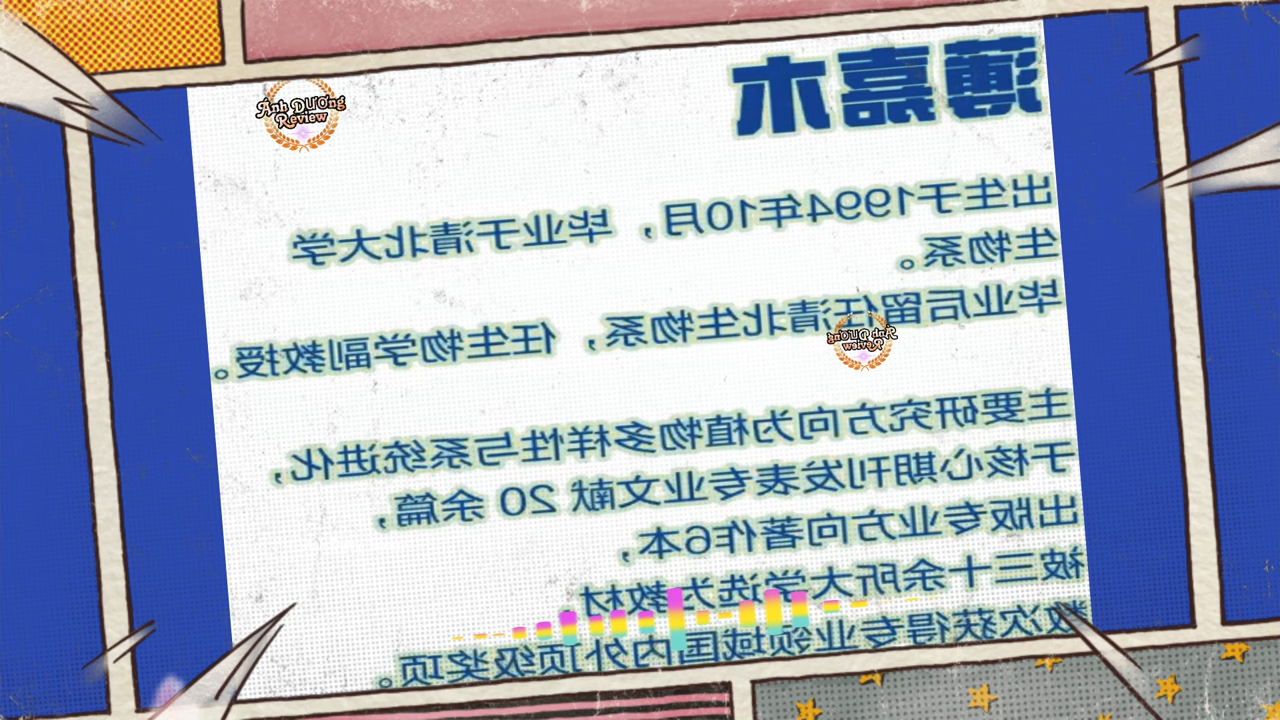 Anh Dương
Review
薄嘉木
出生于1994年10月，毕业于清北大学
生物系。
毕业后留任清北生物系，任生物学副教授。
Anh Dương
Review
主要研究方向为植物多样性与系统进化，
于核心期刊发表专业文献 20 余篇，
出版专业方向著作6本，
被三十余所大学选为教材
数次获得专业领域国内外顶级奖项。